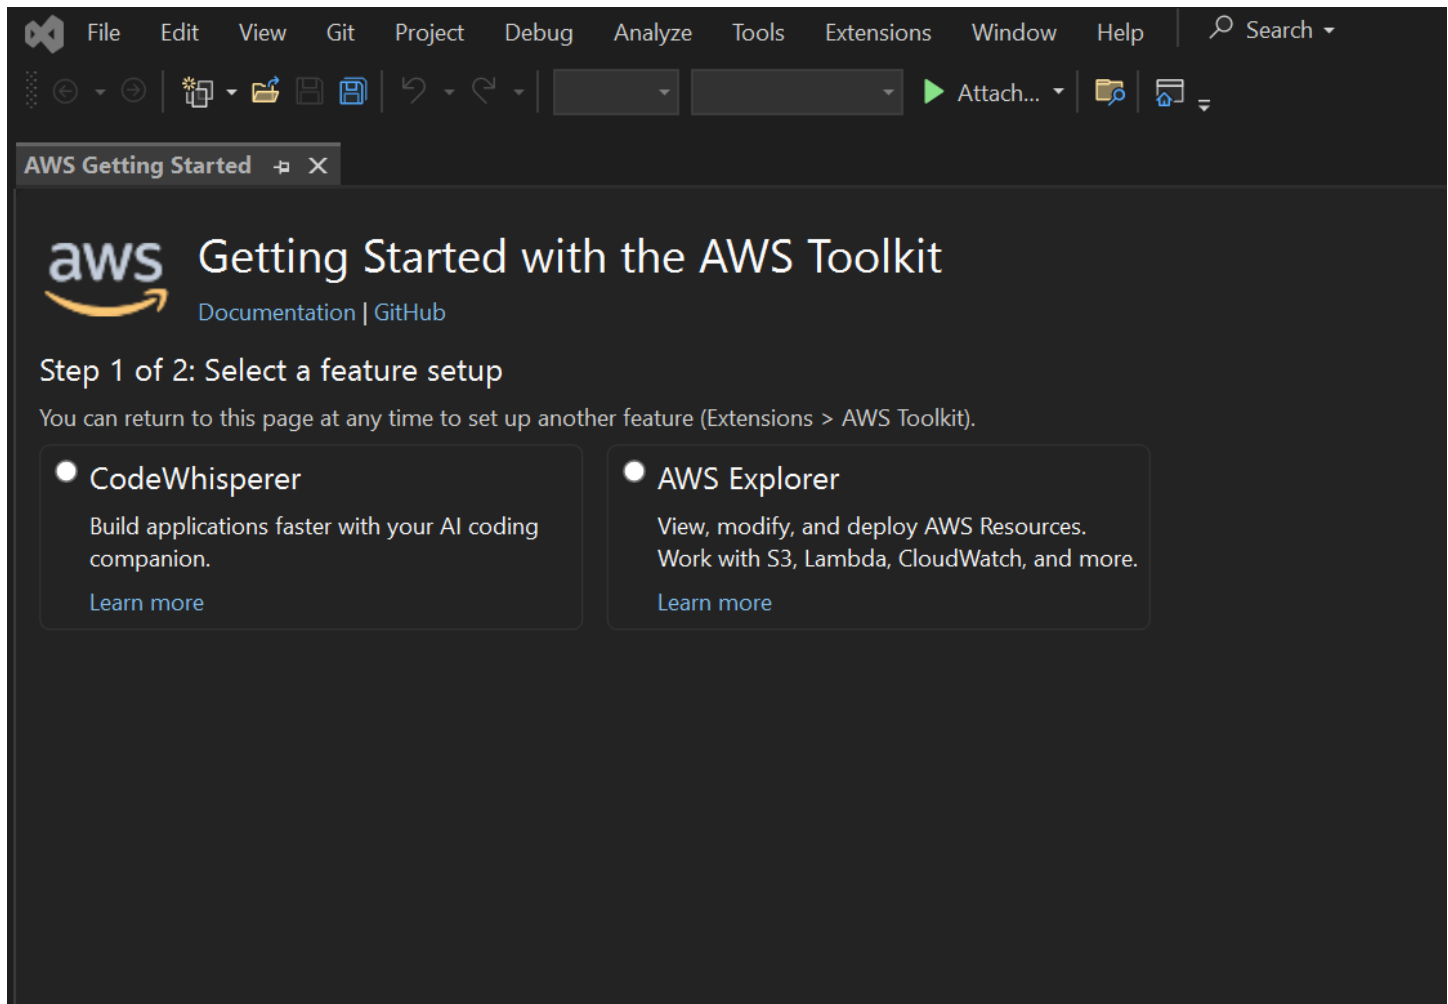 File Edit View Git Project Debug Analyze Tools Extensions Window Help Search
Attach...
AWS Getting Started
aws
Getting Started with the AWS Toolkit
Documentation | GitHub
Step 1 of 2: Select a feature setup
You can return to this page at any time to set up another feature (Extensions > AWS Toolkit).
CodeWhisperer
Build applications faster with your AI coding
companion.
Learn more
AWS Explorer
View, modify, and deploy AWS Resources.
Work with S3, Lambda, CloudWatch, and more.
Learn more